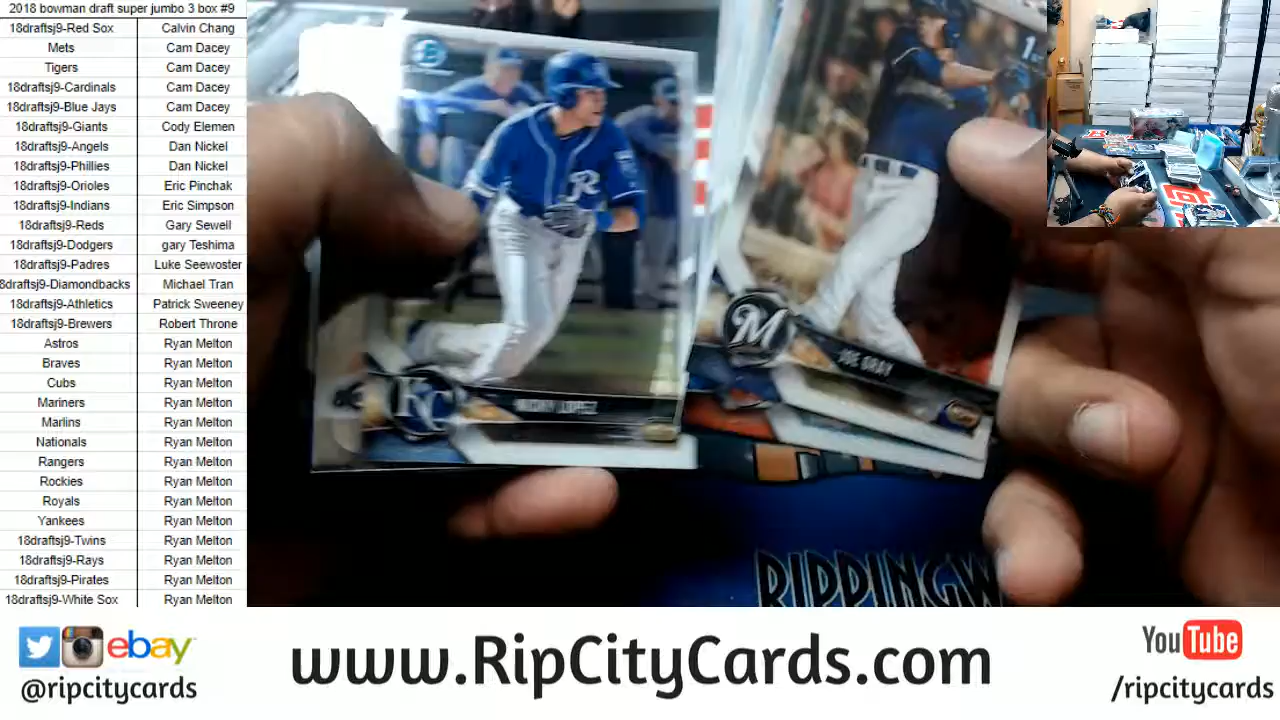 2018 bowman draft super jumbo 3 box #9
18draftsj9-Red Sox Calvin Chang
Mets Cam Dacey
Tigers Cam Dacey
18draftsj9-Cardinals Cam Dacey
18draftsj9-Blue Jays Cam Dacey
18draftsj9-Giants Cody Elemen
18draftsj9-Angels Dan Nickel
18draftsj9-Phillies Dan Nickel
18draftsj9-Orioles Eric Pinchak
18draftsj9-Indians Eric Simpson
18draftsj9-Reds Gary Sewell
18draftsj9-Dodgers gary Teshima
18draftsj9-Padres Luke Seewoster
8draftsj9-Diamondbacks Michael Tran
18draftsj9-Athletics Patrick Sweeney
18draftsj9-Brewers Robert Throne
Astros Ryan Melton
Braves Ryan Melton
Cubs Ryan Melton
Mariners Ryan Melton
Marlins Ryan Melton
Nationals Ryan Melton
Rangers Ryan Melton
Rockies Ryan Melton
Royals Ryan Melton
Yankees Ryan Melton
18draftsj9-Twins Ryan Melton
18draftsj9-Rays Ryan Melton
18draftsj9-Pirates Ryan Melton
18draftsj9-White Sox Ryan Melton
R
KC
LOPEZ
M
JOE GRAY
RIPPINGW
ebay
@ripcitycards
www.RipCityCards.com
YouTube
/ripcitycards